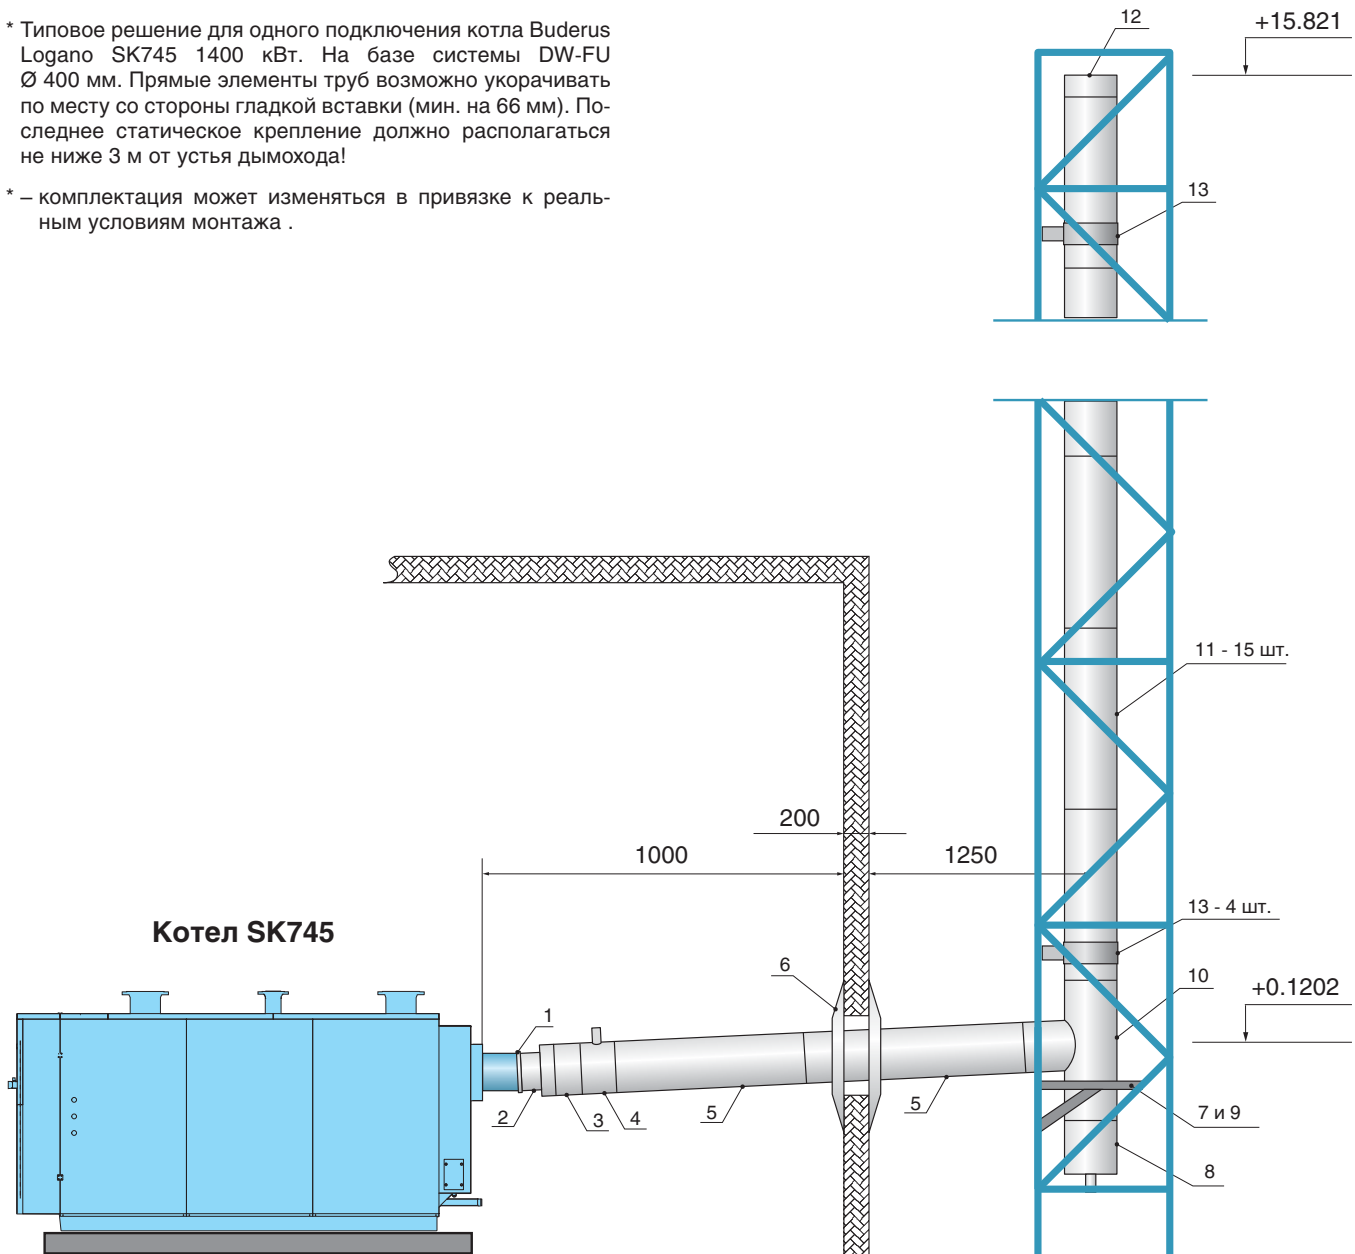 * Типовое решение для одного подключения котла Buderus
Logano SK745 1400 кВт. На базе системы DW-FU
Ø 400 мм. Прямые элементы труб возможно укорачивать
по месту со стороны гладкой вставки (мин. на 66 мм). По-
следнее статическое крепление должно располагаться
не ниже 3 м от устья дымохода!
* – комплектация может изменяться в привязке к реаль-
ным условиям монтажа .
12
+15.821
13
11 - 15 шт.
200
1000
1250
13 - 4 шт.
Котел SK745
6
10
+0.1202
1
2
3
4
5
5
7 и 9
8